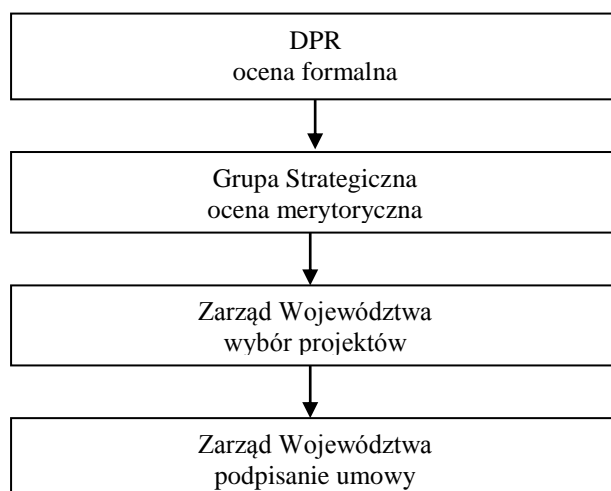 DPR
ocena formalna
Grupa Strategiczna
ocena merytoryczna
Zarząd Województwa
wybór projektów
Zarząd Województwa
podpisanie umowy